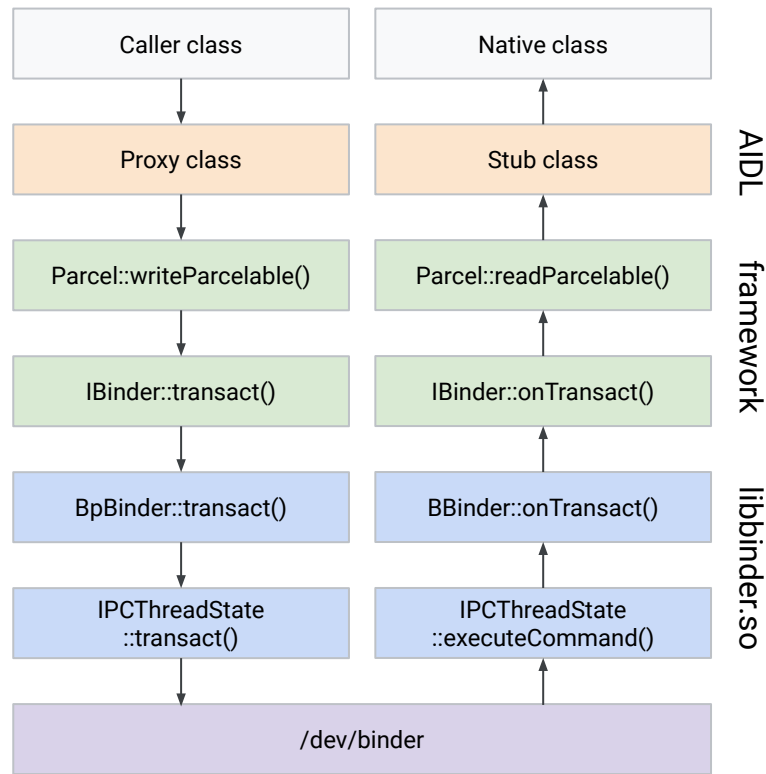 Caller class
Native class
Proxy class
Stub class
AIDL
Parcel::writeParcelable()
Parcel::readParcelable()
framework
IBinder::transact()
IBinder::onTransact()
BpBinder::transact()
BBinder::onTransact()
libbinder.so
IPCThreadState
::transact()
IPCThreadState
::executeCommand()
/dev/binder